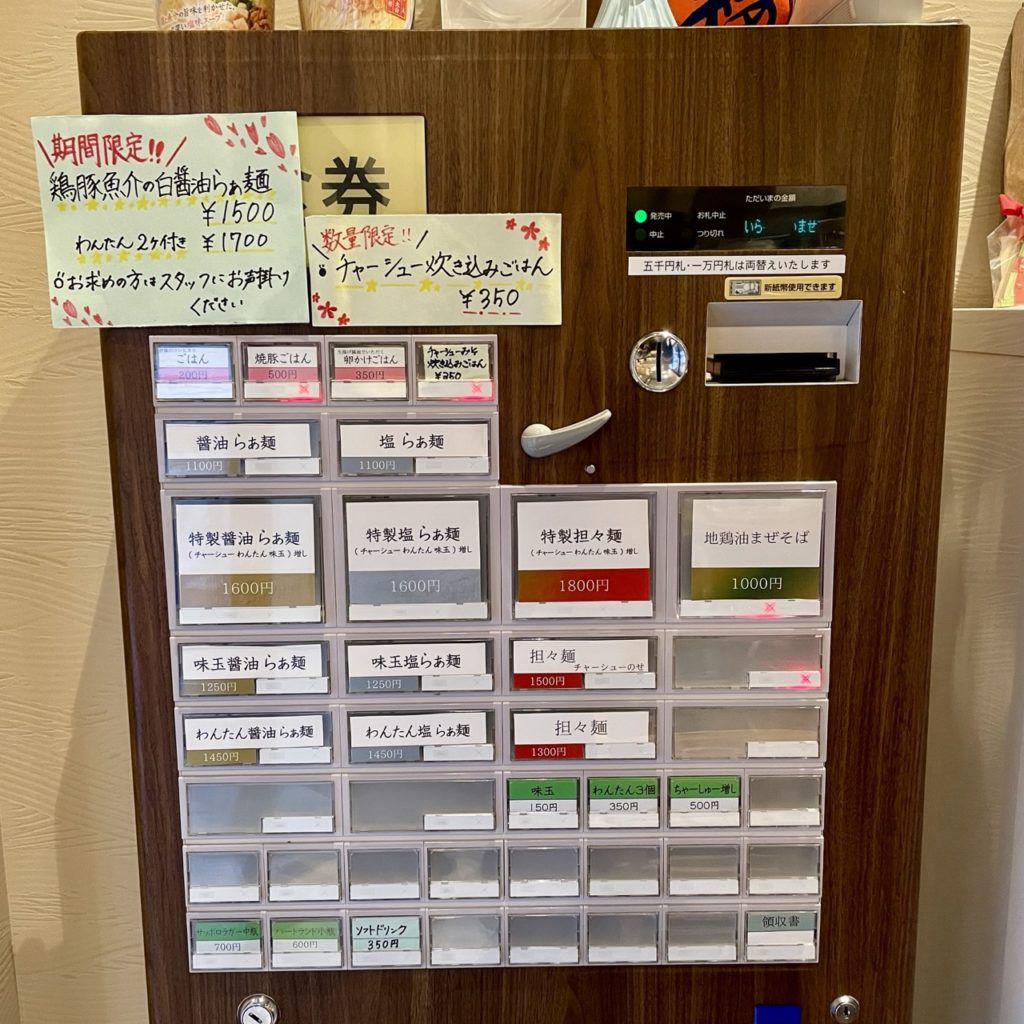 の旨味を利かせた、
塩味スープ
\期間限定!!/
鶏豚魚介の白醤油らぁ麺
¥1500
わんたん2ヶ付き ¥1700
お求めの方はスタッフにお声掛け
ください
券
\数量限定!!/
チャーシュー炊き込みごはん
¥350
ただいまの金額
発売中 お札中止
中止 つり切れ
いら ませ
五千円札・一万円札は両替えいたします
新紙幣使用できます
ごはん
200円
焼豚ごはん
500円
卵かけごはん
350円
炊き込みごはん
¥350
醤油らぁ麺
1100円
塩らぁ麺
1100円
特製醤油らぁ麺
(チャーシュー わんたん 味玉)増し
1600円
特製塩らぁ麺
(チャーシュー わんたん 味玉)増し
1600円
特製担々麺
(チャーシュー わんたん 味玉)増し
1800円
地鶏油まぜそば
1000円
味玉醤油らぁ麺
1250円
味玉塩らぁ麺
1250円
担々麺
チャーシューのせ
1500円
わんたん醤油らぁ麺
1450円
わんたん塩らぁ麺
1450円
担々麺
1300円
味玉
150円
わんたん3個
350円
ちゃーしゅー増し
500円
サッポロラガー中瓶
700円
ハートランド小瓶
600円
ソフトドリンク
350円
領収書